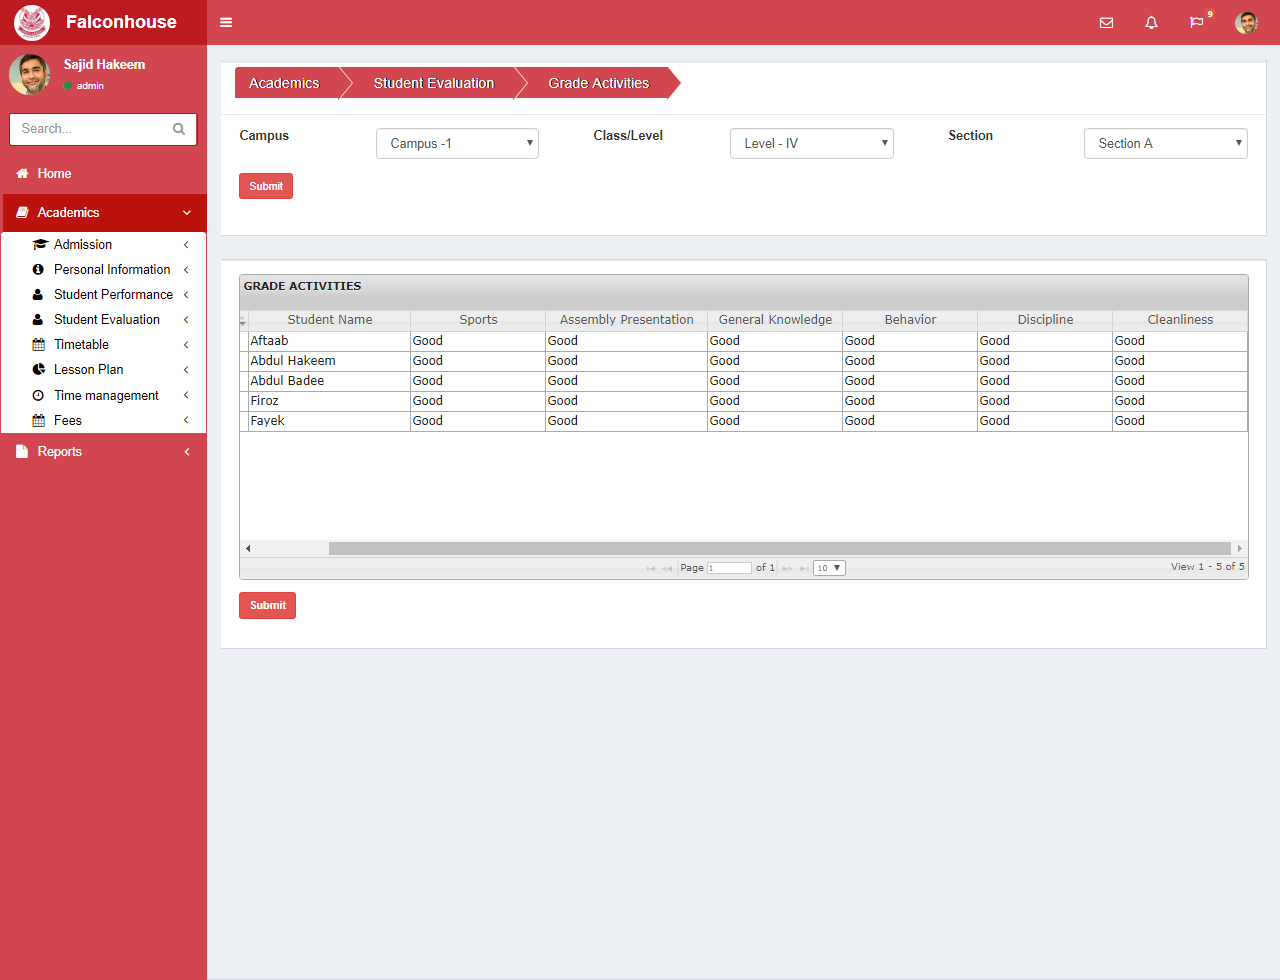 Falconhouse
9
Sajid Hakeem
admin
Search...
Home
Academics
Admission
Personal Information
Student Performance
Student Evaluation
Timetable
Lesson Plan
Time management
Fees
Reports
Academics Student Evaluation Grade Activities
Campus Campus -1 Class/Level Level - IV Section Section A
Submit
GRADE ACTIVITIES
Student Name Sports Assembly Presentation General Knowledge Behavior Discipline Cleanliness
Aftaab Good Good Good Good Good Good
Abdul Hakeem Good Good Good Good Good Good
Abdul Badee Good Good Good Good Good Good
Firoz Good Good Good Good Good Good
Fayek Good Good Good Good Good Good
Page 1 of 1 10 View 1 - 5 of 5
Submit